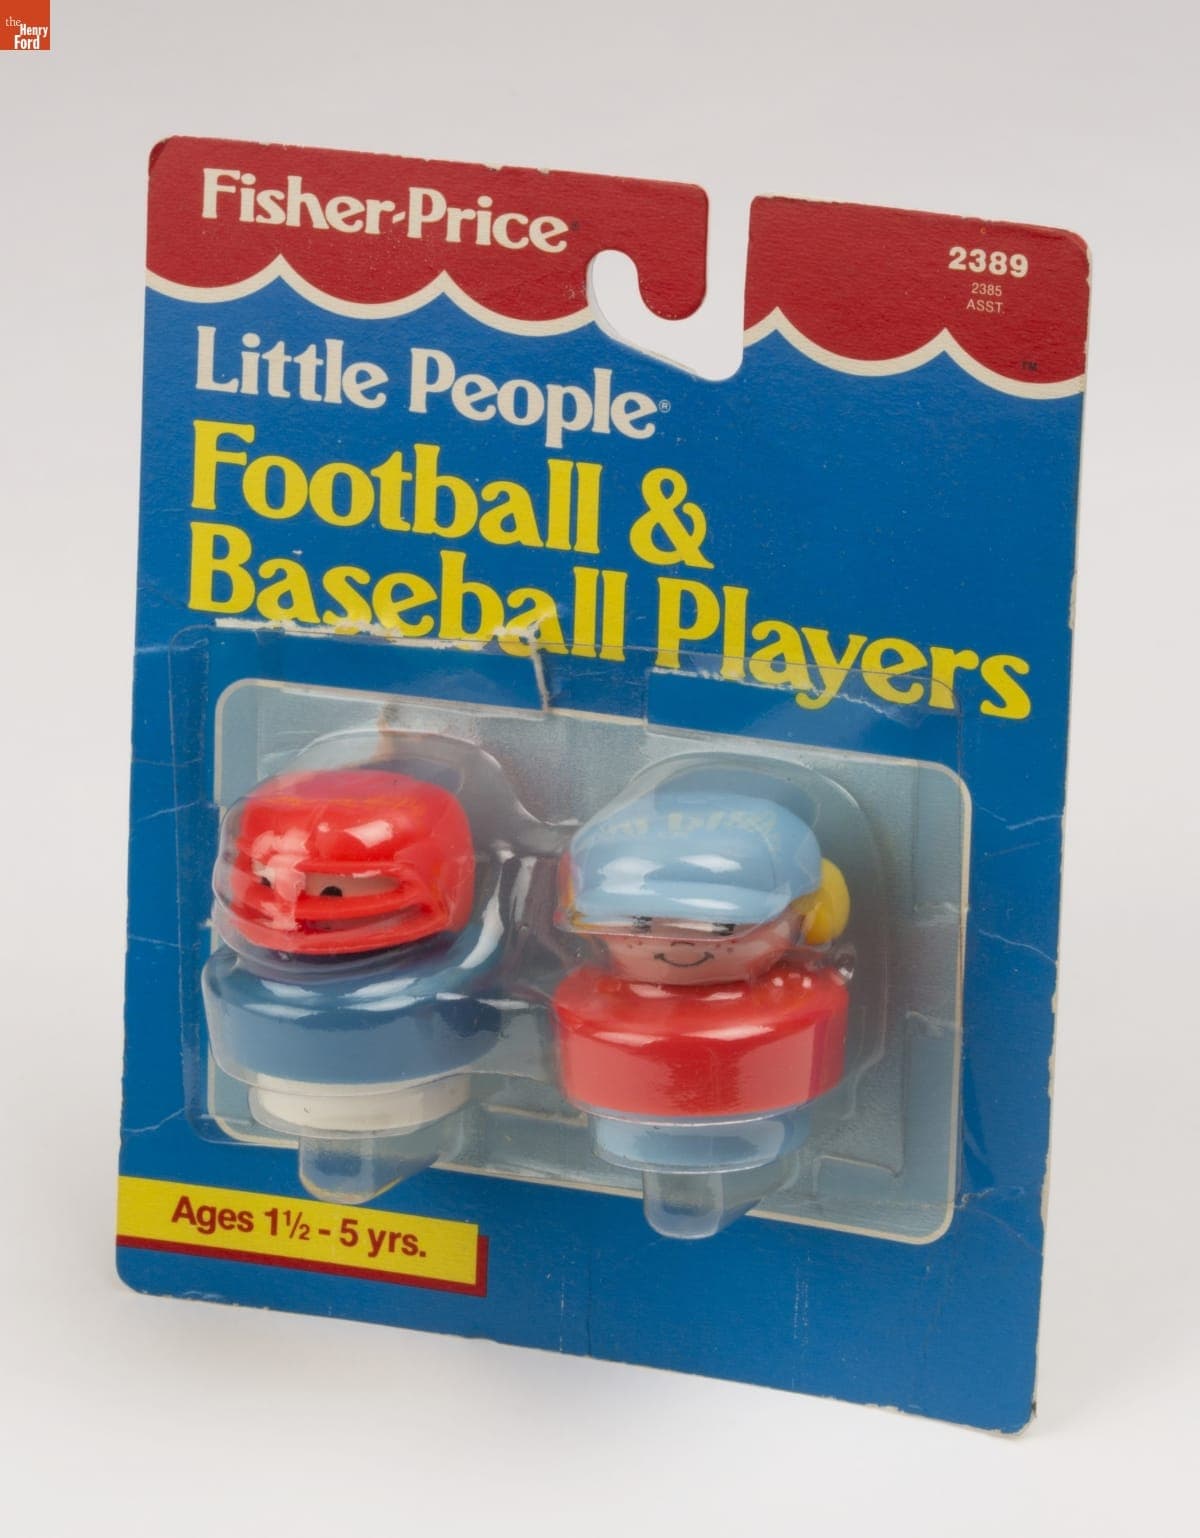 the
Henry
Ford
Fisher-Price
2389
2385
ASST.
TM
Little People®
Football &
Baseball Players
Ages 1½ - 5 yrs.